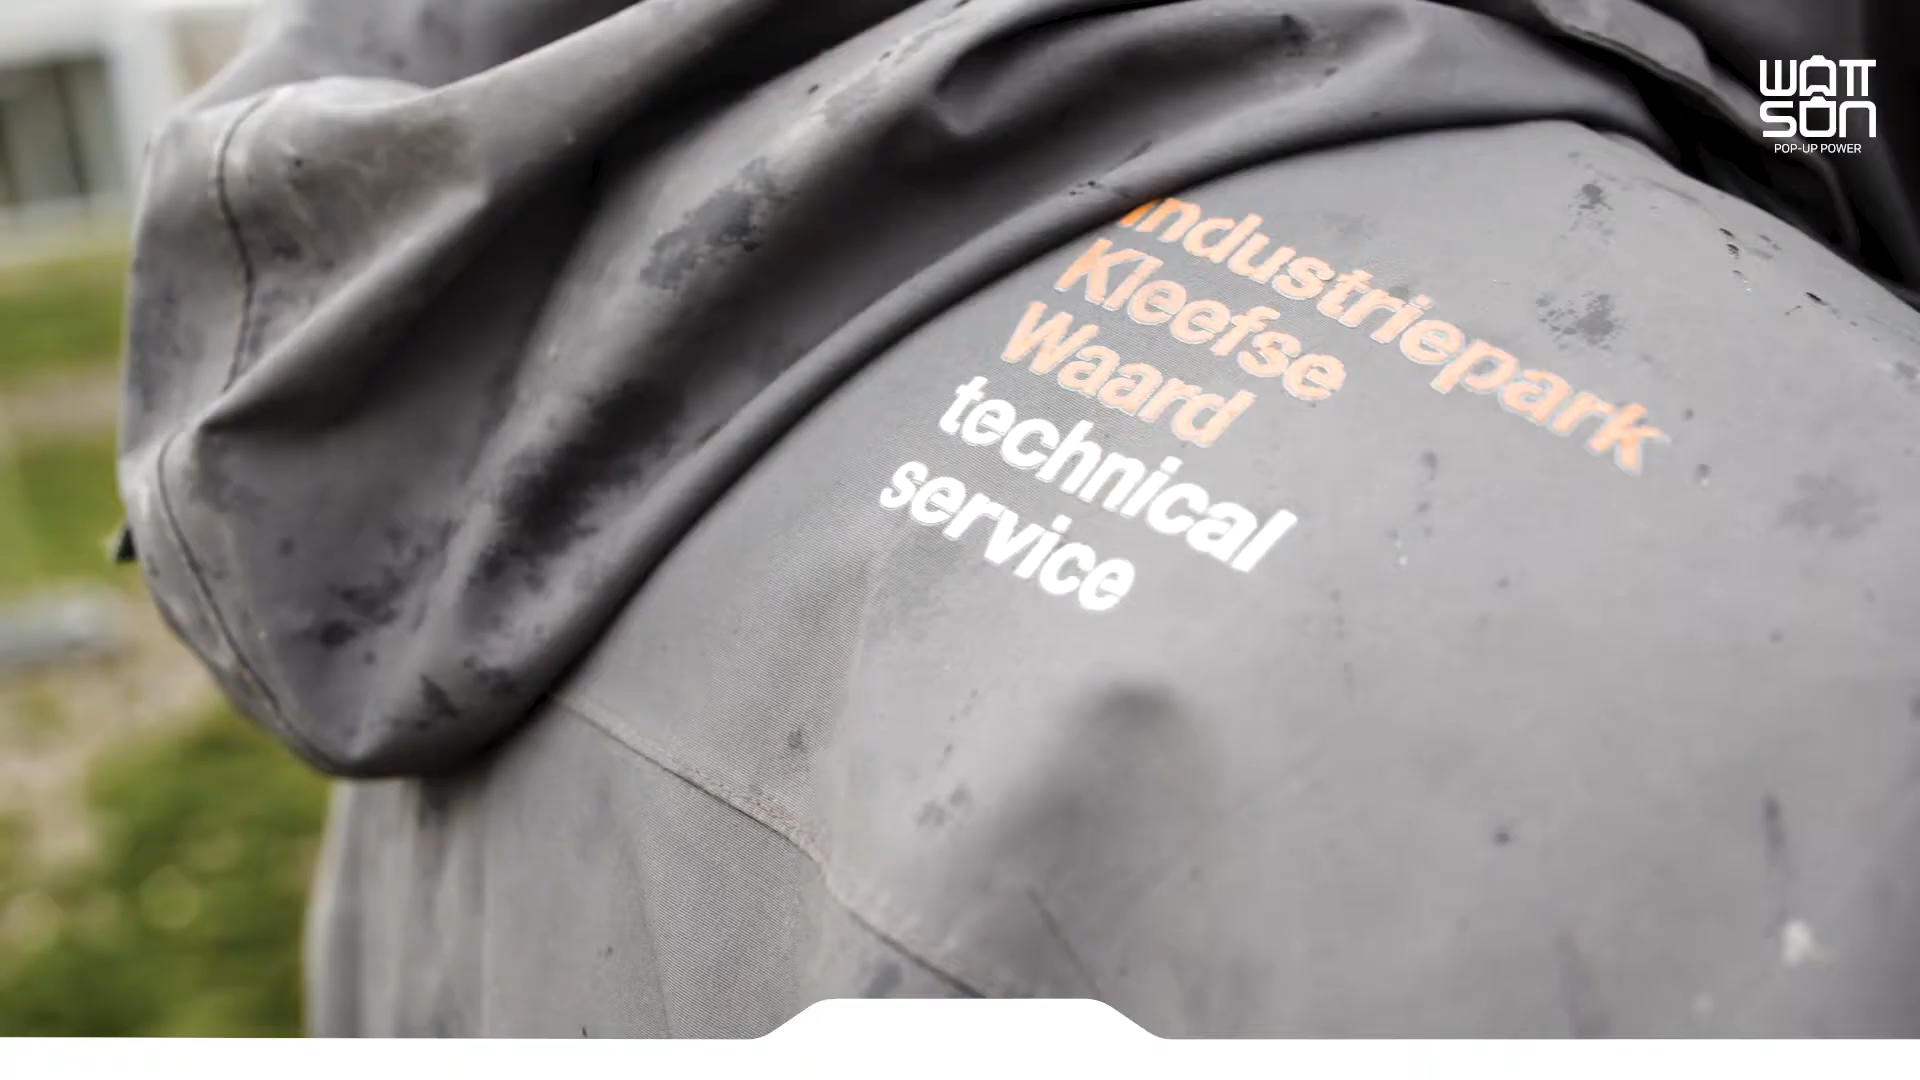 WATT
SON
POP-UP POWER
Industriepark
Kleefse
Waard
technical
service